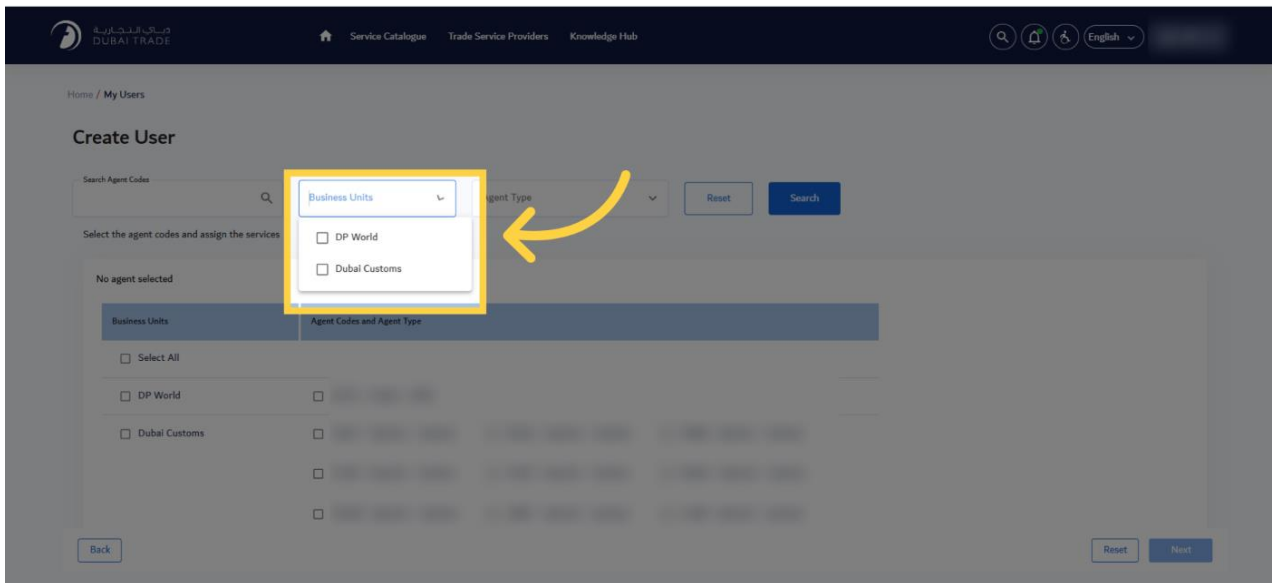 دبي التجارية
DUBAI TRADE
Service Catalogue
Trade Service Providers
Knowledge Hub
English
Home / My Users
Create User
Search Agent Codes
Business Units
gent Type
Reset
Search
Select the agent codes and assign the services
DP World
Dubai Customs
No agent selected
Business Units
Agent Codes and Agent Type
Select All
DP World
Dubai Customs
Back
Reset
Next